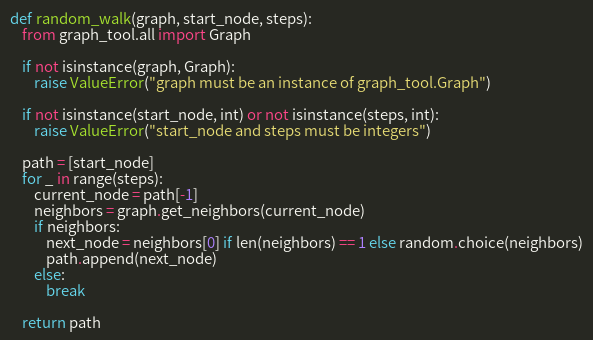 def random_walk(graph, start_node, steps):
    from graph_tool.all import Graph

    if not isinstance(graph, Graph):
        raise ValueError("graph must be an instance of graph_tool.Graph")

    if not isinstance(start_node, int) or not isinstance(steps, int):
        raise ValueError("start_node and steps must be integers")

    path = [start_node]
    for _ in range(steps):
        current_node = path[-1]
        neighbors = graph.get_neighbors(current_node)
        if neighbors:
            next_node = neighbors[0] if len(neighbors) == 1 else random.choice(neighbors)
            path.append(next_node)
        else:
            break

    return path